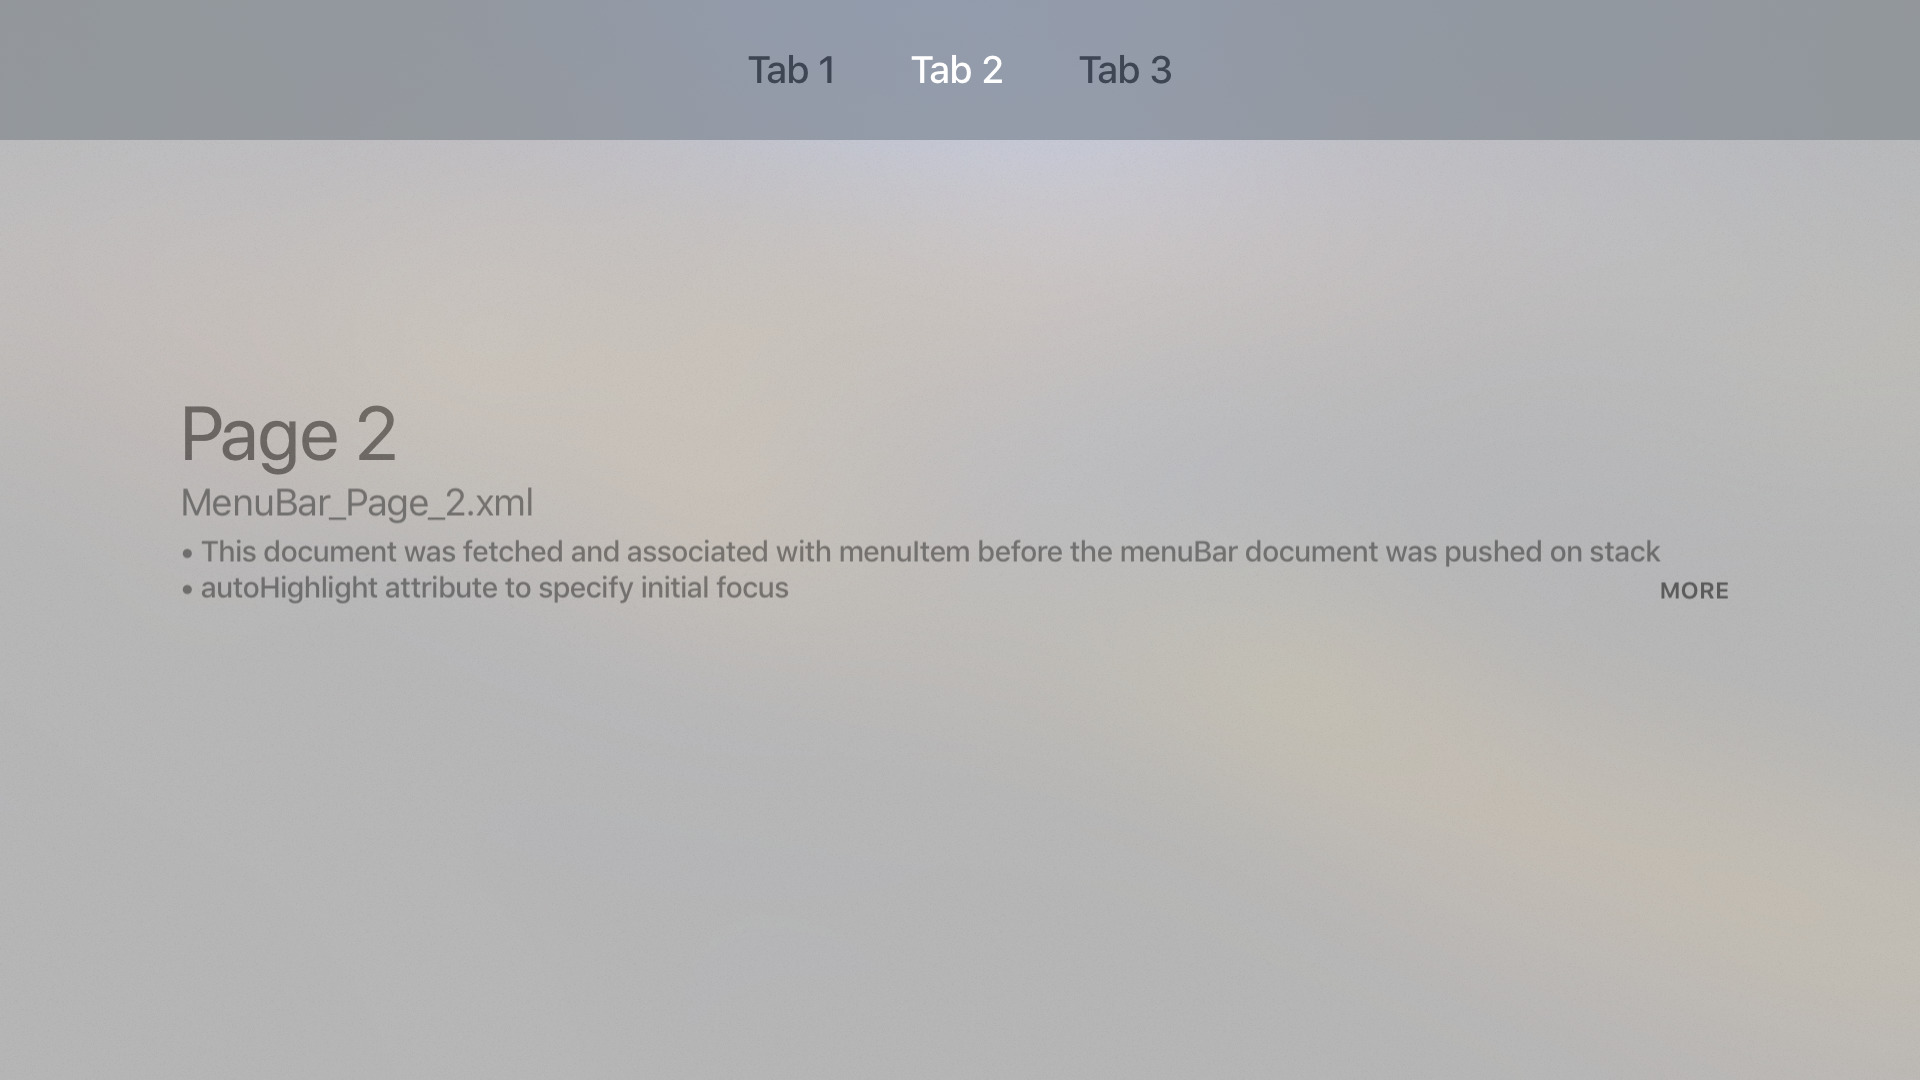 Tab 1 Tab 2 Tab 3
Page 2
MenuBar_Page_2.xml
• This document was fetched and associated with menuItem before the menuBar document was pushed on stack
• autoHighlight attribute to specify initial focus MORE